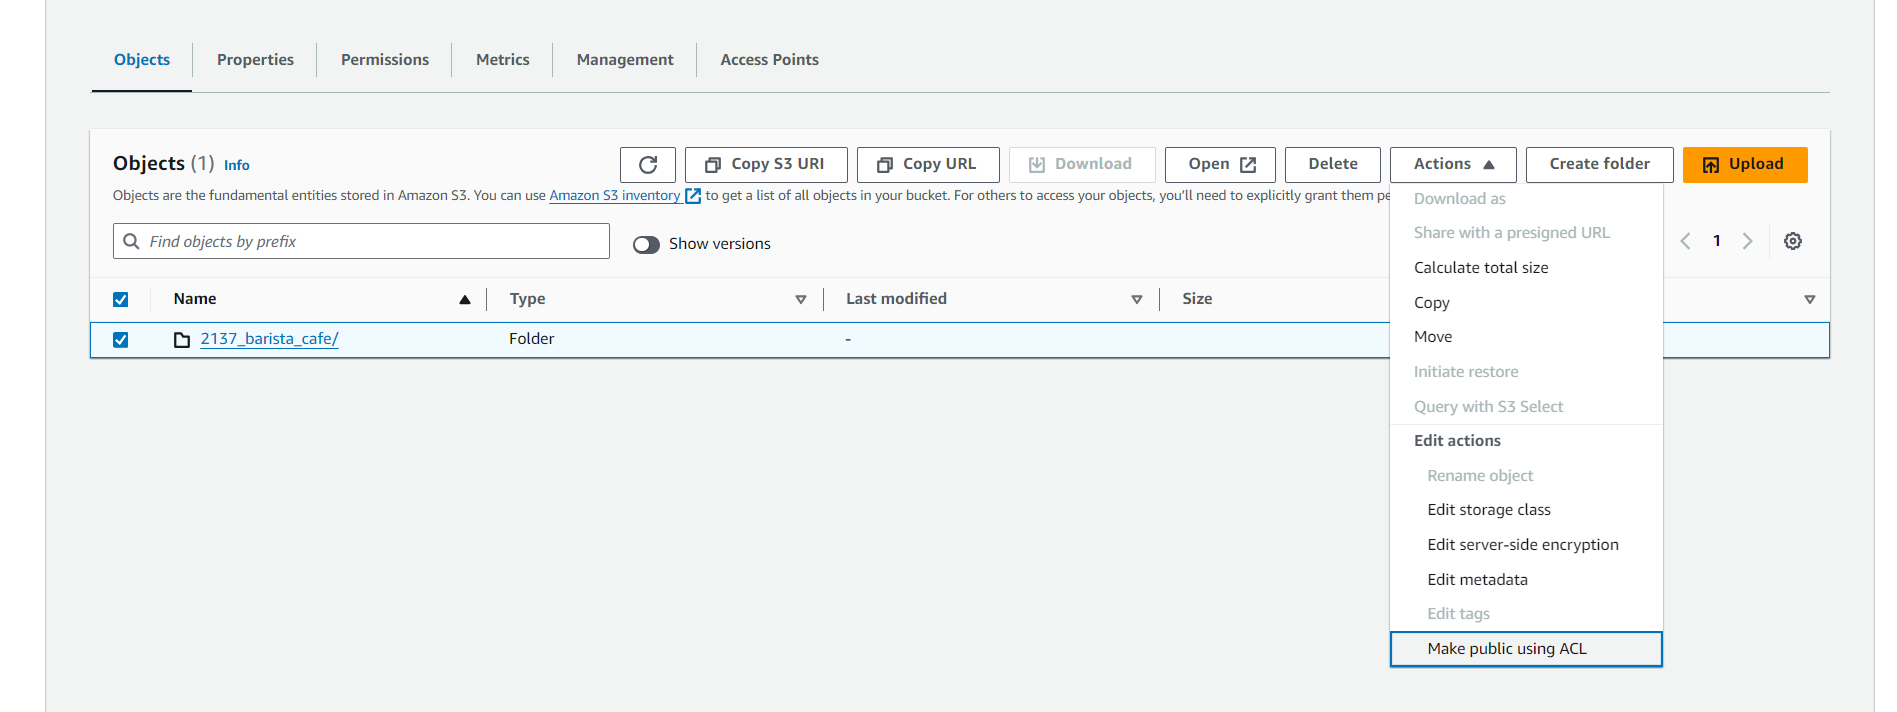 Objects Properties Permissions Metrics Management Access Points
Objects (1) Info
Copy S3 URI Copy URL Download Open Delete Actions Create folder Upload
Objects are the fundamental entities stored in Amazon S3. You can use Amazon S3 inventory to get a list of all objects in your bucket. For others to access your objects, you'll need to explicitly grant them pe
Find objects by prefix Show versions
1
Name Type Last modified Size
2137_barista_cafe/ Folder -
Download as
Share with a presigned URL
Calculate total size
Copy
Move
Initiate restore
Query with S3 Select
Edit actions
Rename object
Edit storage class
Edit server-side encryption
Edit metadata
Edit tags
Make public using ACL